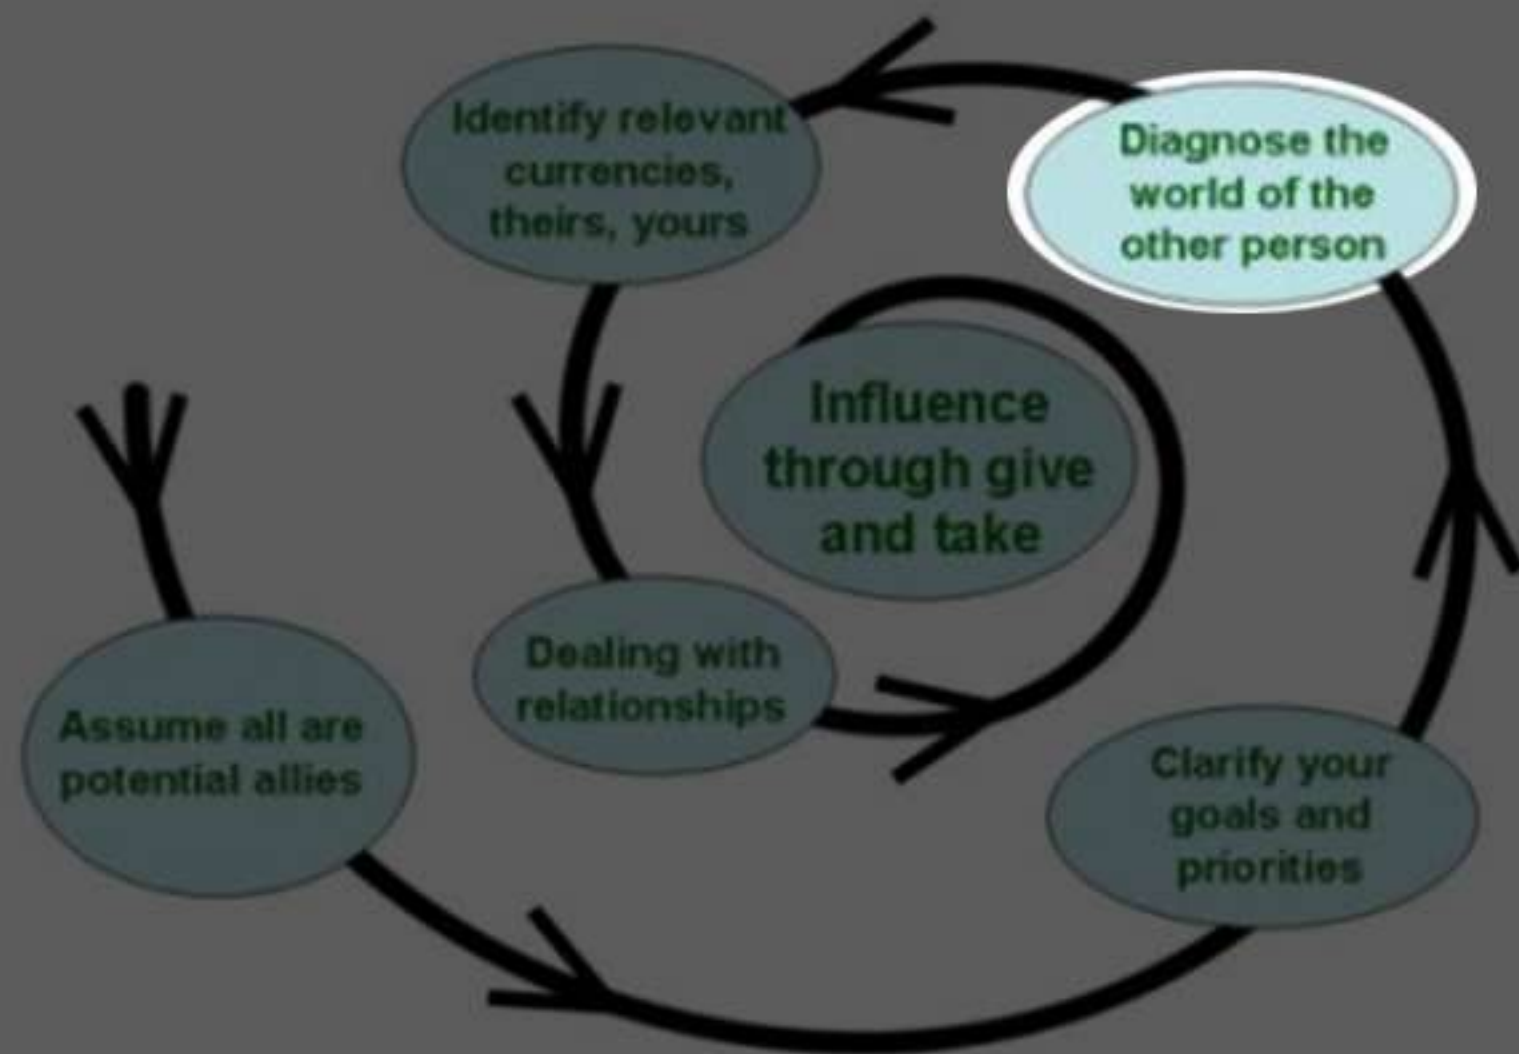 Identify relevant
currencies,
theirs, yours
Diagnose the
world of the
other person
Influence
through give
and take
Dealing with
relationships
Assume all are
potential allies
Clarify your
goals and
priorities